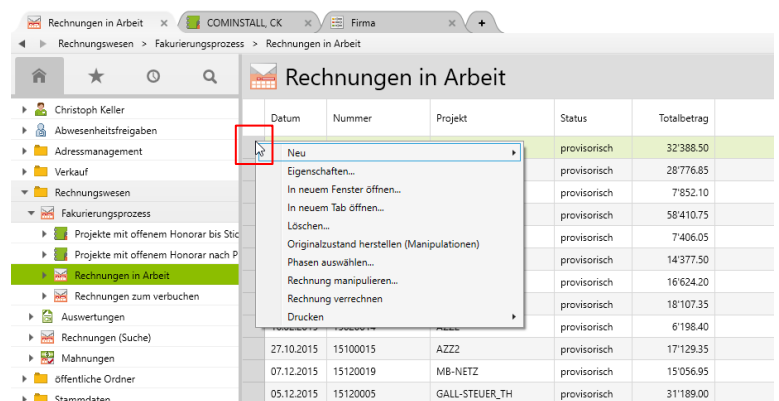 Rechnungen in Arbeit
COMINSTALL, CK
Firma
Rechnungswesen > Fakurierungsprozess > Rechnungen in Arbeit
Rechnungen in Arbeit
Christoph Keller
Abwesenheitsfreigaben
Adressmanagement
Verkauf
Rechnungswesen
Fakurierungsprozess
Projekte mit offenem Honorar bis Stic
Projekte mit offenem Honorar nach P
Rechnungen in Arbeit
Rechnungen zum verbuchen
Auswertungen
Rechnungen (Suche)
Mahnungen
öffentliche Ordner
Stammdaten
Datum Nummer Projekt Status Totalbetrag
provisorisch 32'388.50
provisorisch 28'776.85
provisorisch 7'852.10
provisorisch 58'410.75
provisorisch 7'406.05
provisorisch 14'377.50
provisorisch 16'624.20
provisorisch 18'107.35
provisorisch 6'198.40
27.10.2015 15100015 AZZ2 provisorisch 17'129.35
07.12.2015 15120019 MB-NETZ provisorisch 15'056.95
05.12.2015 15120005 GALL-STEUER_TH provisorisch 31'189.00
Neu
Eigenschaften...
In neuem Fenster öffnen...
In neuem Tab öffnen...
Löschen...
Originalzustand herstellen (Manipulationen)
Phasen auswählen...
Rechnung manipulieren...
Rechnung verrechnen
Drucken